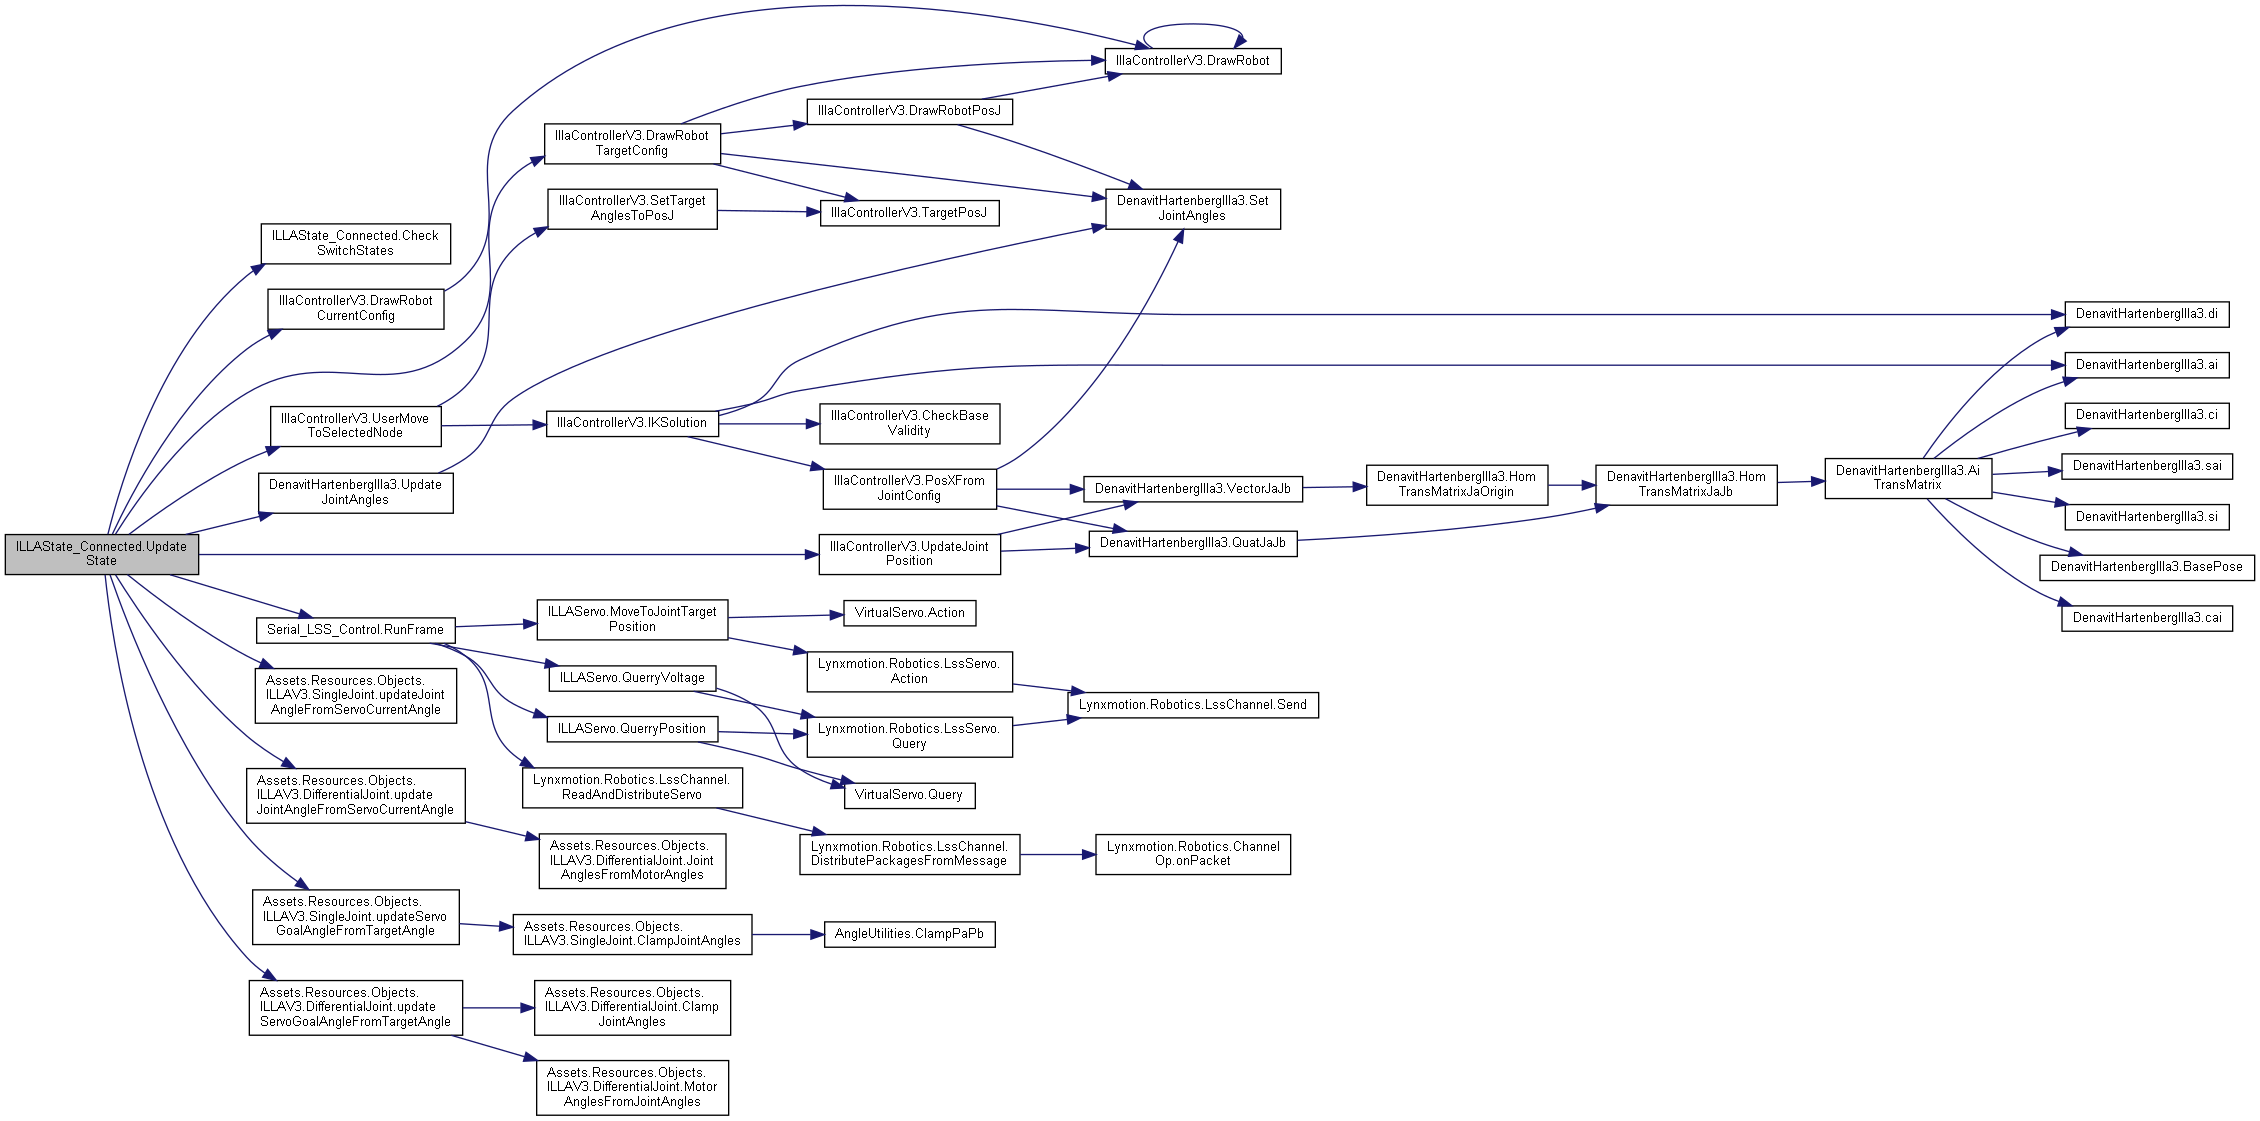 ILLAState_Connected.Update
State
ILLAState_Connected.Check
SwitchStates
IllaControllerV3.DrawRobot
CurrentConfig
IllaControllerV3.UserMove
ToSelectedNode
DenavitHartenbergIlla3.Update
JointAngles
Serial_LSS_Control.RunFrame
Assets.Resources.Objects.
ILLAV3.SingleJoint.updateJoint
AngleFromServoCurrentAngle
Assets.Resources.Objects.
ILLAV3.DifferentialJoint.update
JointAngleFromServoCurrentAngle
Assets.Resources.Objects.
ILLAV3.SingleJoint.updateServo
GoalAngleFromTargetAngle
Assets.Resources.Objects.
ILLAV3.DifferentialJoint.update
ServoGoalAngleFromTargetAngle
IllaControllerV3.DrawRobot
TargetConfig
IllaControllerV3.SetTarget
AnglesToPosJ
IllaControllerV3.IKSolution
ILLAServo.MoveToJointTarget
Position
ILLAServo.QuerryVoltage
ILLAServo.QuerryPosition
Lynxmotion.Robotics.LssChannel.
ReadAndDistributeServo
Assets.Resources.Objects.
ILLAV3.DifferentialJoint.Joint
AnglesFromMotorAngles
Assets.Resources.Objects.
ILLAV3.SingleJoint.ClampJointAngles
Assets.Resources.Objects.
ILLAV3.DifferentialJoint.Clamp
JointAngles
Assets.Resources.Objects.
ILLAV3.DifferentialJoint.Motor
AnglesFromJointAngles
IllaControllerV3.DrawRobotPosJ
IllaControllerV3.TargetPosJ
IllaControllerV3.CheckBase
Validity
IllaControllerV3.PosXFrom
JointConfig
IllaControllerV3.UpdateJoint
Position
VirtualServo.Action
Lynxmotion.Robotics.LssServo.
Action
Lynxmotion.Robotics.LssServo.
Query
VirtualServo.Query
Lynxmotion.Robotics.LssChannel.
DistributePackagesFromMessage
AngleUtilities.ClampPaPb
IllaControllerV3.DrawRobot
DenavitHartenbergIlla3.Set
JointAngles
DenavitHartenbergIlla3.VectorJaJb
DenavitHartenbergIlla3.QuatJaJb
Lynxmotion.Robotics.LssChannel.Send
Lynxmotion.Robotics.Channel
Op.onPacket
DenavitHartenbergIlla3.Hom
TransMatrixJaOrigin
DenavitHartenbergIlla3.Hom
TransMatrixJaJb
DenavitHartenbergIlla3.Ai
TransMatrix
DenavitHartenbergIlla3.di
DenavitHartenbergIlla3.ai
DenavitHartenbergIlla3.ci
DenavitHartenbergIlla3.sai
DenavitHartenbergIlla3.si
DenavitHartenbergIlla3.BasePose
DenavitHartenbergIlla3.cai